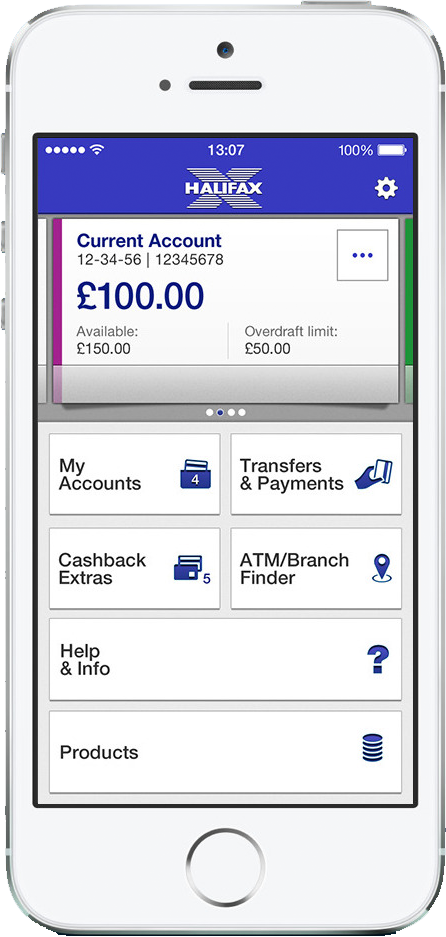 13:07
100%
HALIFAX
Current Account
12-34-56 | 12345678
£100.00
Available:
£150.00
Overdraft limit:
£50.00
My
Accounts
4
Transfers
& Payments
Cashback
Extras
5
ATM/Branch
Finder
Help
& Info
?
Products